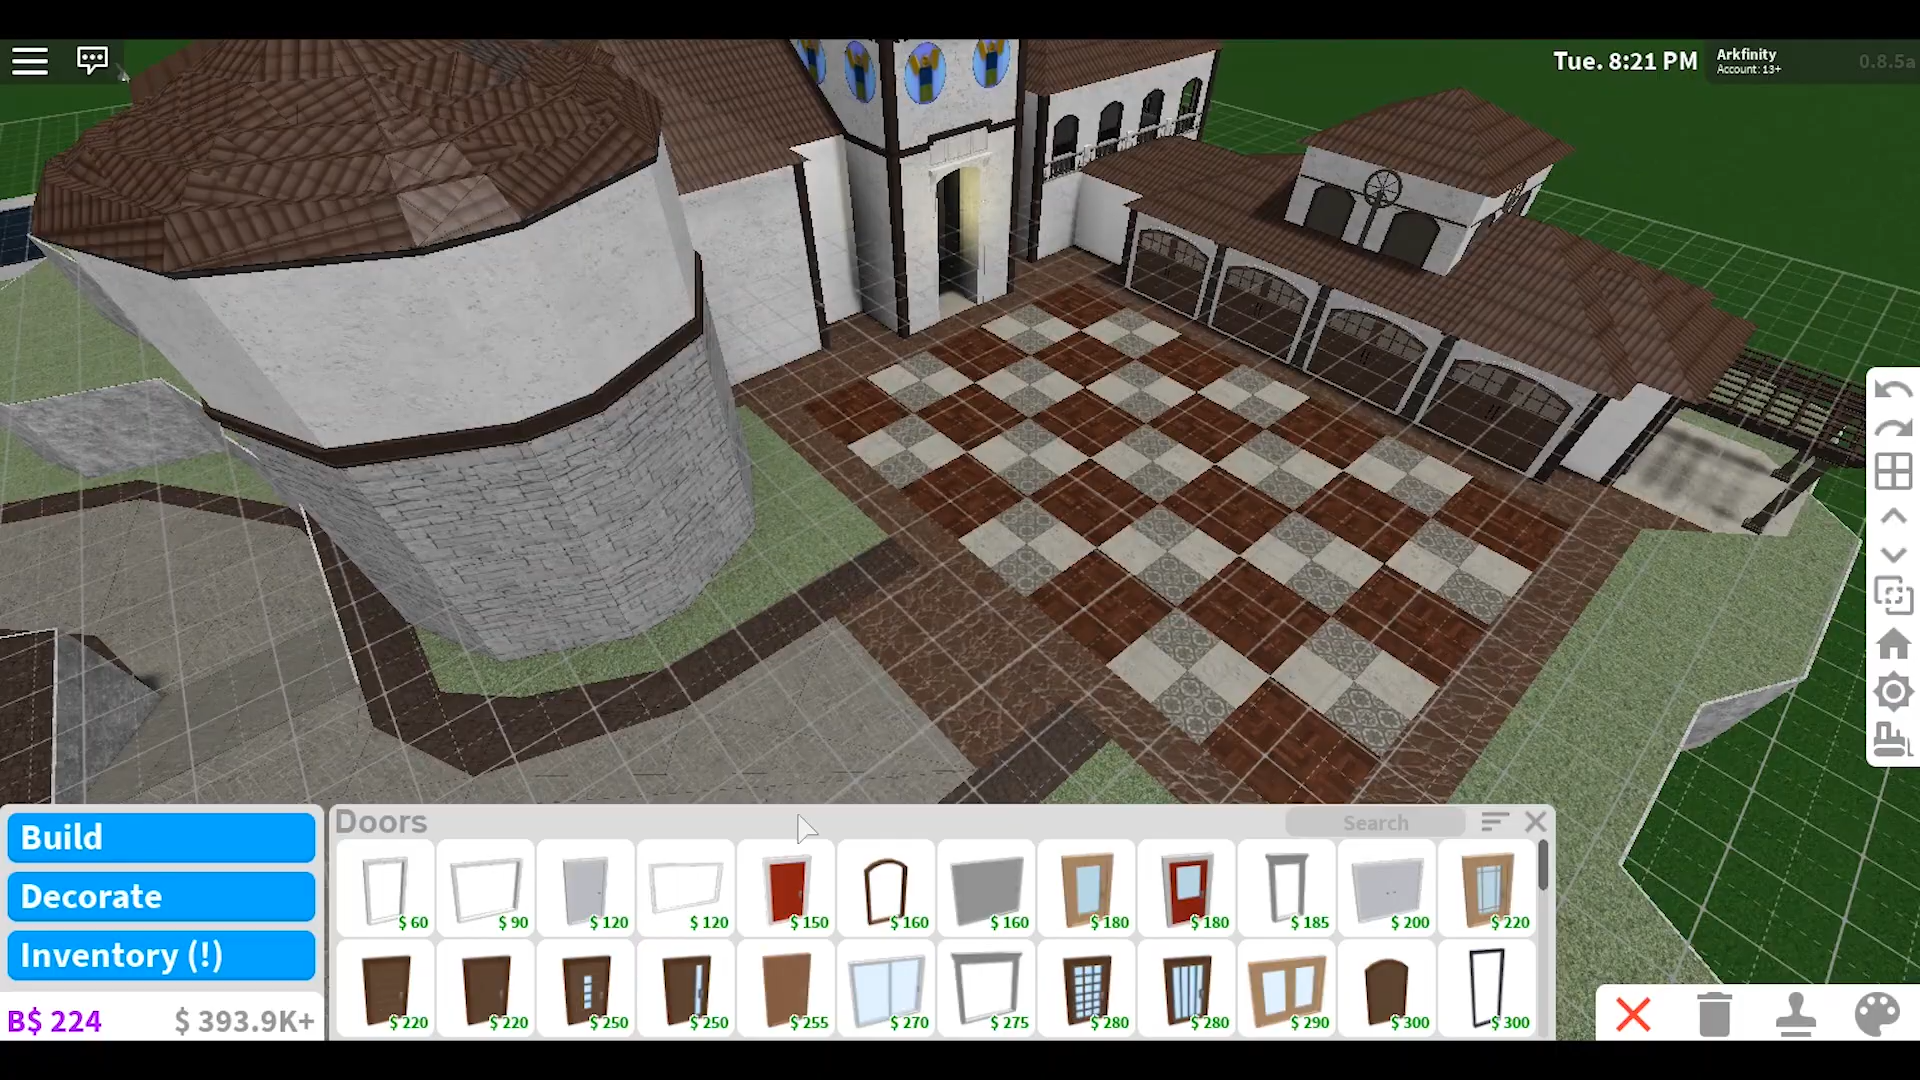 Tue. 8:21 PM
Arkfinity
Account: 13+
0.8.5a
Build
Decorate
Inventory (!)
B$ 224
$ 393.9K+
Doors
Search
$ 60
$ 90
$ 120
$ 120
$ 150
$ 160
$ 160
$ 180
$ 180
$ 185
$ 200
$ 220
$ 220
$ 220
$ 250
$ 250
$ 255
$ 270
$ 275
$ 280
$ 280
$ 290
$ 300
$ 300